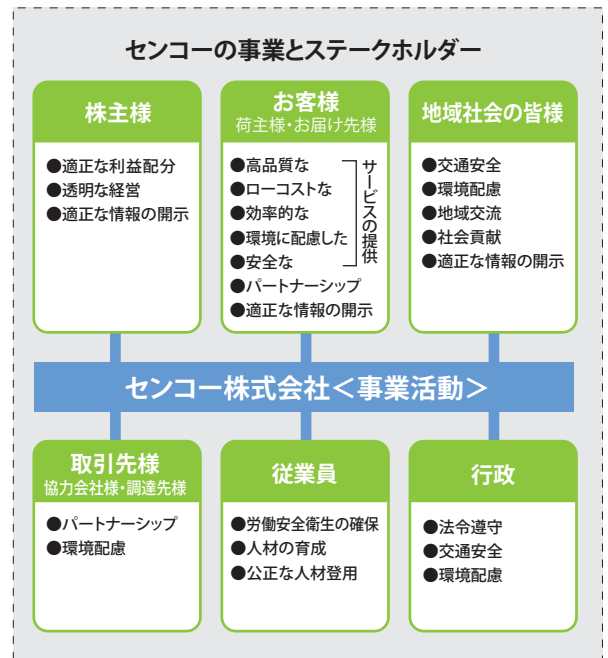 センコーの事業とステークホルダー
株主様
●適正な利益配分
●透明な経営
●適正な情報の開示
お客様
荷主様・お届け先様
●高品質な
●ローコストな
●効率的な
●環境に配慮した
●安全な
サービスの提供
●パートナーシップ
●適正な情報の開示
地域社会の皆様
●交通安全
●環境配慮
●地域交流
●社会貢献
●適正な情報の開示
センコー株式会社＜事業活動＞
取引先様
協力会社様・調達先様
●パートナーシップ
●環境配慮
従業員
●労働安全衛生の確保
●人材の育成
●公正な人材登用
行政
●法令遵守
●交通安全
●環境配慮